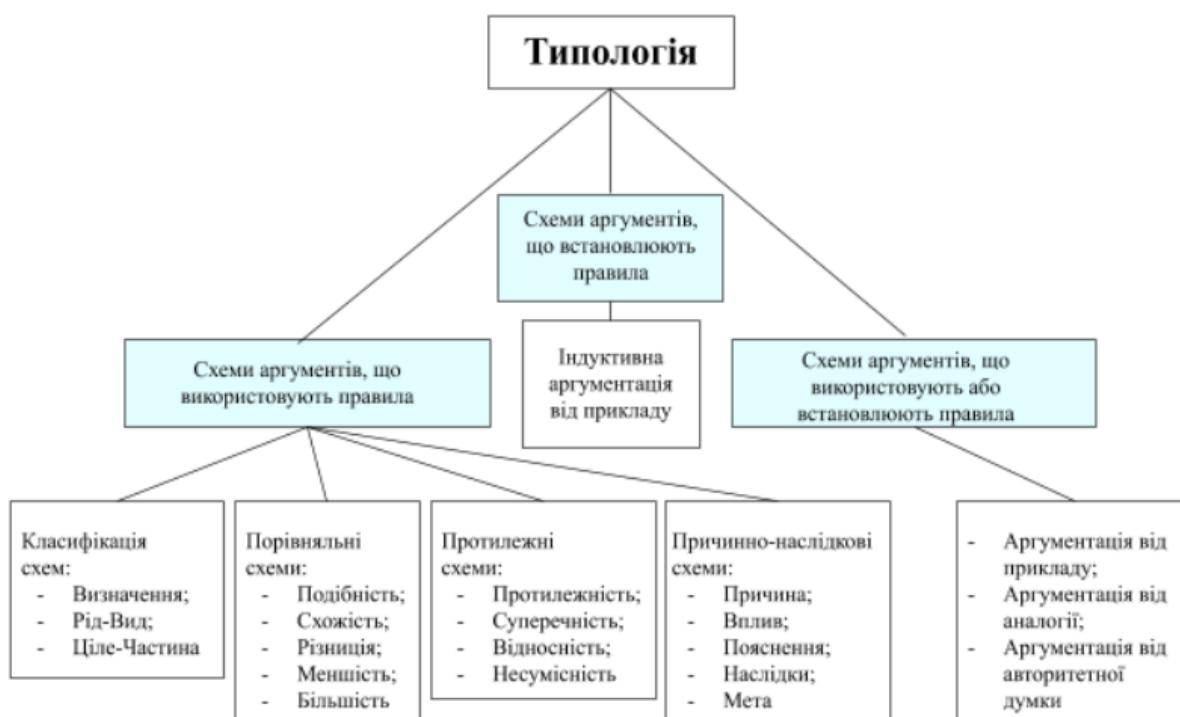 Типологія
Схеми аргументів,
що встановлюють
правила
Індуктивна
аргументація
від прикладу
Схеми аргументів, що
використовують правила
Схеми аргументів, що
використовують або
встановлюють правила
Класифікація
схем:
- Визначення;
- Рід-Вид;
- Ціле-Частина
Порівняльні
схеми:
- Подібність;
- Схожість;
- Різниція;
- Меншість;
- Більшість
Протилежні
схеми:
- Протилежність;
- Суперечність;
- Відносність;
- Несумісність
Причинно-наслідкові
схеми:
- Причина;
- Вплив;
- Пояснення;
- Наслідки;
- Мета
- Аргументація від
прикладу;
- Аргументація від
аналогії;
- Аргументація від
авторитетної
думки